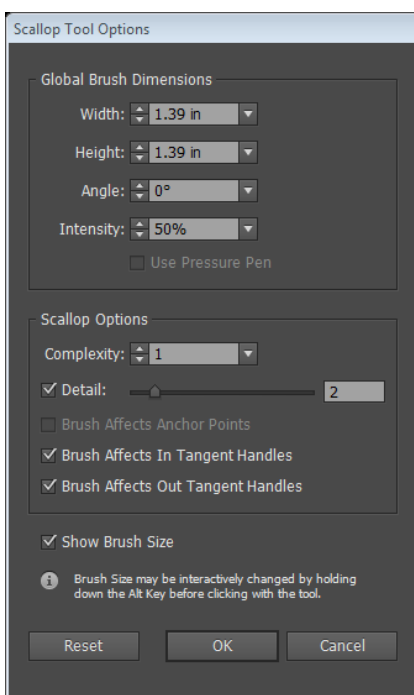 Scallop Tool Options
Global Brush Dimensions
Width: 1.39 in
Height: 1.39 in
Angle: 0°
Intensity: 50%
Use Pressure Pen
Scallop Options
Complexity: 1
Detail: 2
Brush Affects Anchor Points
Brush Affects In Tangent Handles
Brush Affects Out Tangent Handles
Show Brush Size
Brush Size may be interactively changed by holding
down the Alt Key before clicking with the tool.
Reset OK Cancel